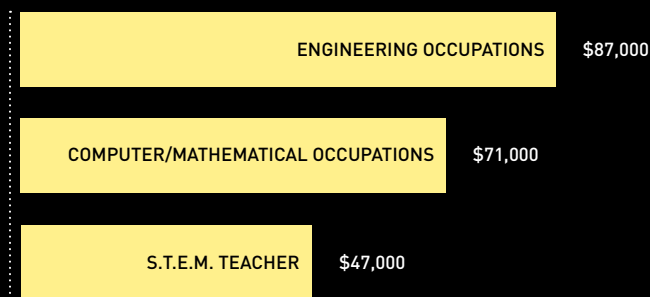 ENGINEERING OCCUPATIONS $87,000
COMPUTER/MATHEMATICAL OCCUPATIONS $71,000
S.T.E.M. TEACHER $47,000